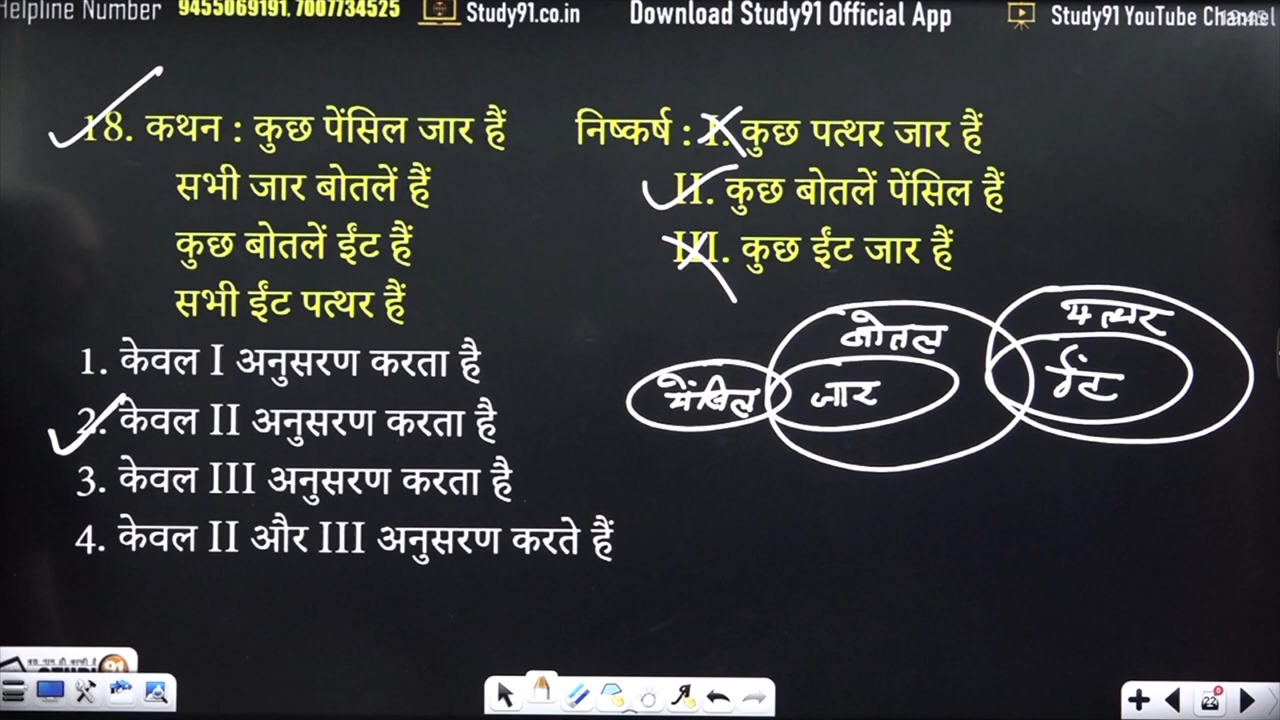 Helpline Number 9455069191. 7007734525 Study91.co.in Download Study91 Official App Study91 YouTube Channel
18. कथन : कुछ पेंसिल जार हैं
सभी जार बोतलें हैं
कुछ बोतलें ईंट हैं
सभी ईंट पत्थर हैं
निष्कर्ष : I. कुछ पत्थर जार हैं
II. कुछ बोतलें पेंसिल हैं
III. कुछ ईंट जार हैं
1. केवल I अनुसरण करता है
2. केवल II अनुसरण करता है
3. केवल III अनुसरण करता है
4. केवल II और III अनुसरण करते हैं
बोतल
पत्थर
पेंसिल
जार
ईंट
22